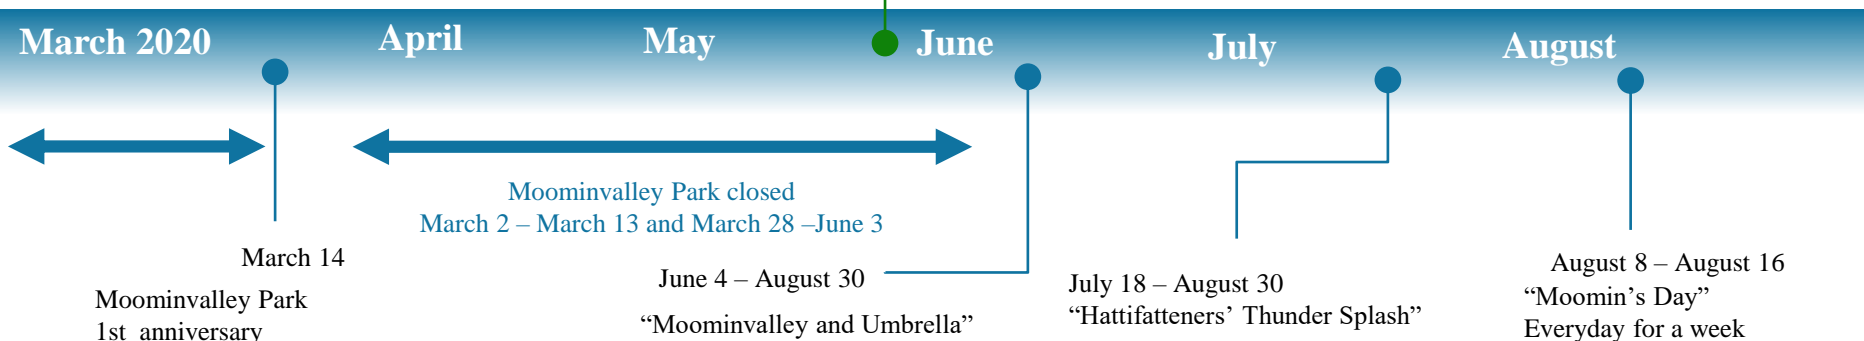 March 2020
April
May
June
July
August
Moominvalley Park closed
March 2 – March 13 and March 28 –June 3
March 14
Moominvalley Park
1st anniversary
June 4 – August 30
“Moominvalley and Umbrella”
July 18 – August 30
“Hattifatteners’ Thunder Splash”
August 8 – August 16
“Moomin’s Day”
Everyday for a week